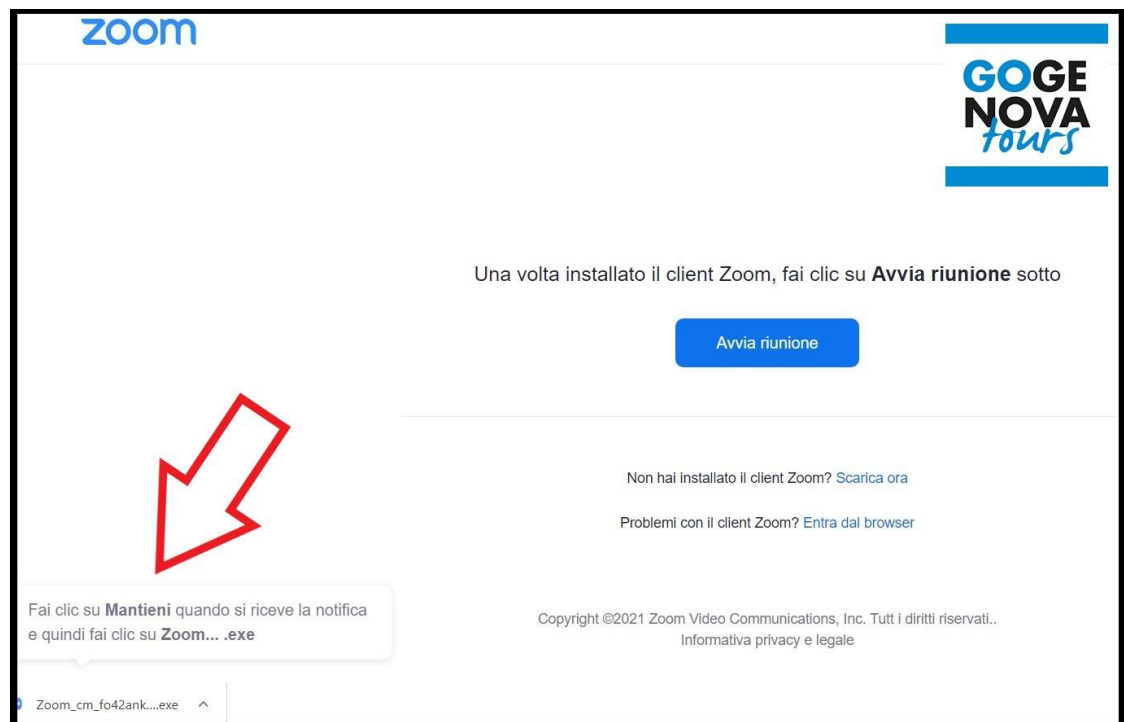 zoom
GOGE
NOVA
tours
Una volta installato il client Zoom, fai clic su Avvia riunione sotto
Avvia riunione
Non hai installato il client Zoom? Scarica ora
Problemi con il client Zoom? Entra dal browser
Fai clic su Mantieni quando si riceve la notifica
e quindi fai clic su Zoom... .exe
Copyright ©2021 Zoom Video Communications, Inc. Tutt i diritti riservati..
Informativa privacy e legale
Zoom_cm_fo42ank....exe